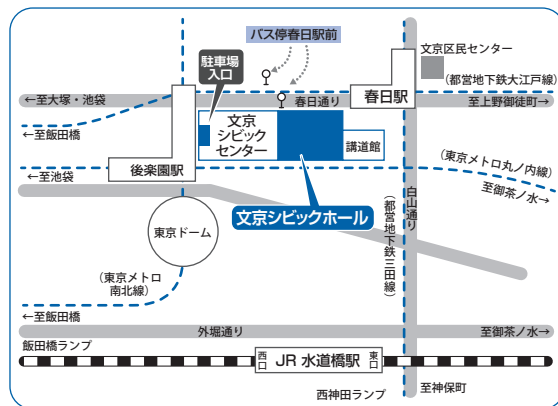 バス停春日駅前
駐車場
入口
文京区民センター
(都営地下鉄大江戸線)
←至大塚・池袋
春日通り
春日駅
至上野御徒町→
←至飯田橋
文京
シビック
センター
講道館
後楽園駅
(東京メトロ丸ノ内線)
←至池袋
至御茶ノ水→
文京シビックホール
白山通り
(都営地下鉄三田線)
東京ドーム
(東京メトロ
南北線)
←至飯田橋
外堀通り
至御茶ノ水→
飯田橋ランプ
西口
JR 水道橋駅
東口
西神田ランプ
至神保町